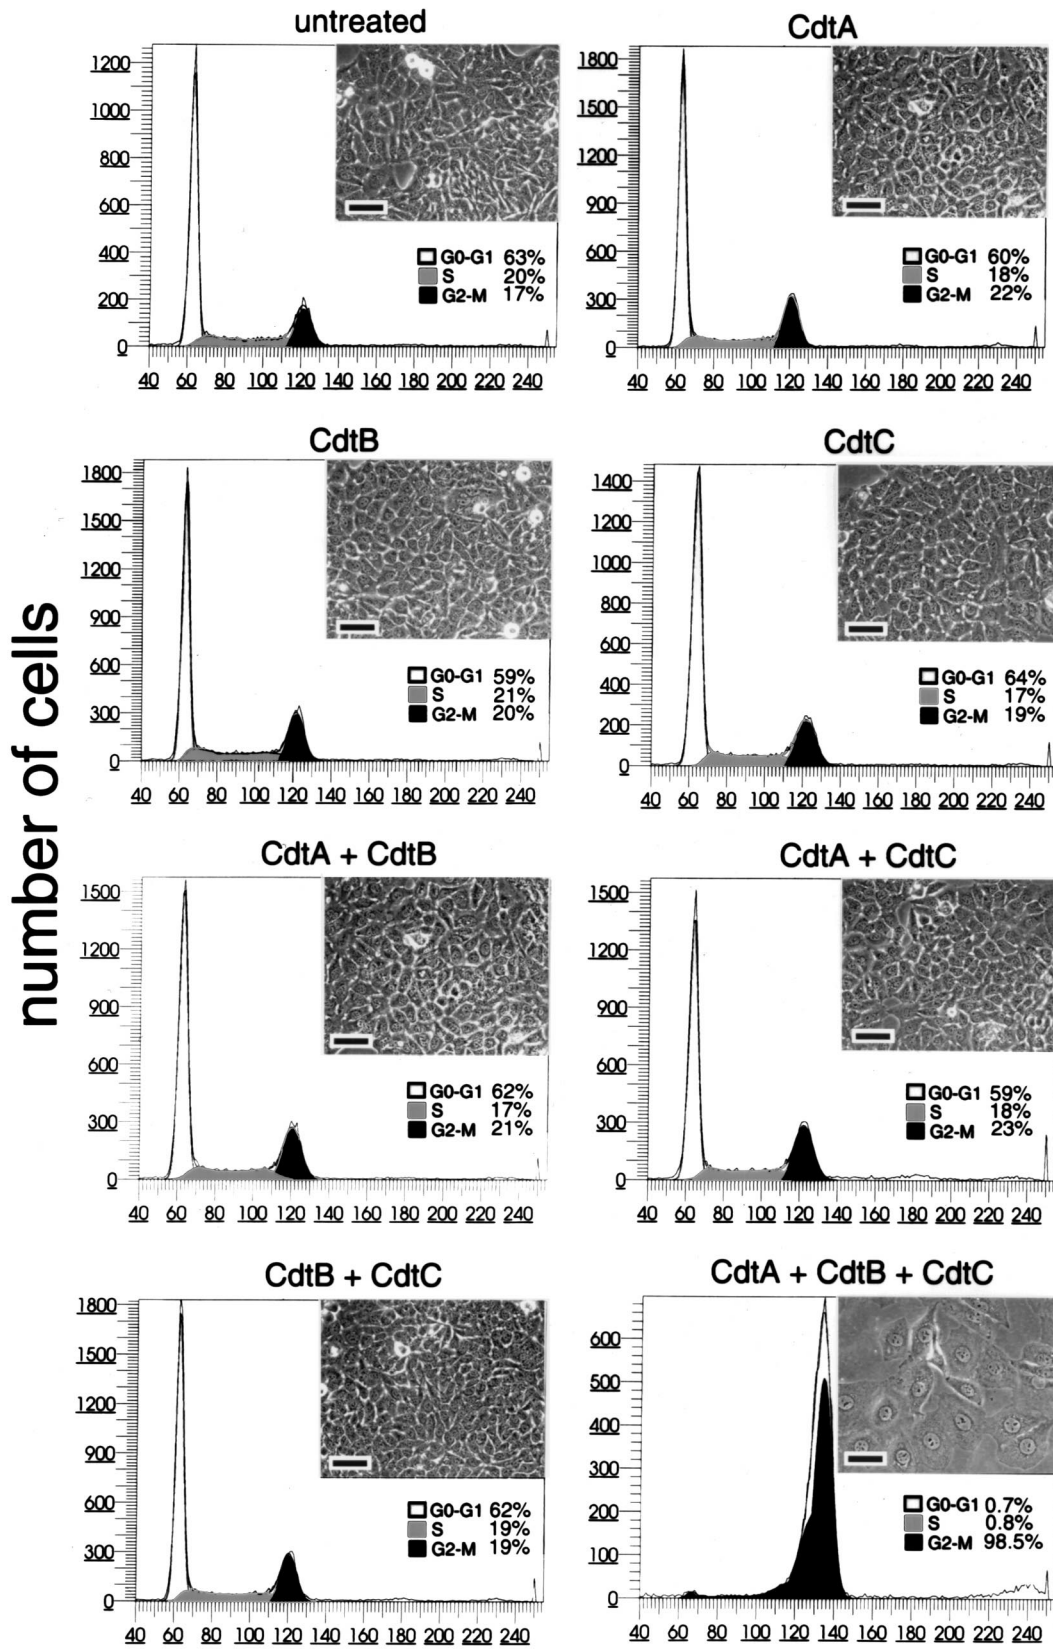 number of cells
untreated
1200
1000
800
600
400
200
0
G0-G1 63%
S 20%
G2-M 17%
40 60 80 100 120 140 160 180 200 220 240
CdtA
1800
1500
1200
900
600
300
0
G0-G1 60%
S 18%
G2-M 22%
40 60 80 100 120 140 160 180 200 220 240
CdtB
1800
1500
1200
900
600
300
0
G0-G1 59%
S 21%
G2-M 20%
40 60 80 100 120 140 160 180 200 220 240
CdtC
1400
1200
1000
800
600
400
200
0
G0-G1 64%
S 17%
G2-M 19%
40 60 80 100 120 140 160 180 200 220 240
CdtA + CdtB
1500
1200
900
600
300
0
G0-G1 62%
S 17%
G2-M 21%
40 60 80 100 120 140 160 180 200 220 240
CdtA + CdtC
1500
1200
900
600
300
0
G0-G1 59%
S 18%
G2-M 23%
40 60 80 100 120 140 160 180 200 220 240
CdtB + CdtC
1800
1500
1200
900
600
300
0
G0-G1 62%
S 19%
G2-M 19%
40 60 80 100 120 140 160 180 200 220 240
CdtA + CdtB + CdtC
600
500
400
300
200
100
0
G0-G1 0.7%
S 0.8%
G2-M 98.5%
40 60 80 100 120 140 160 180 200 220 240